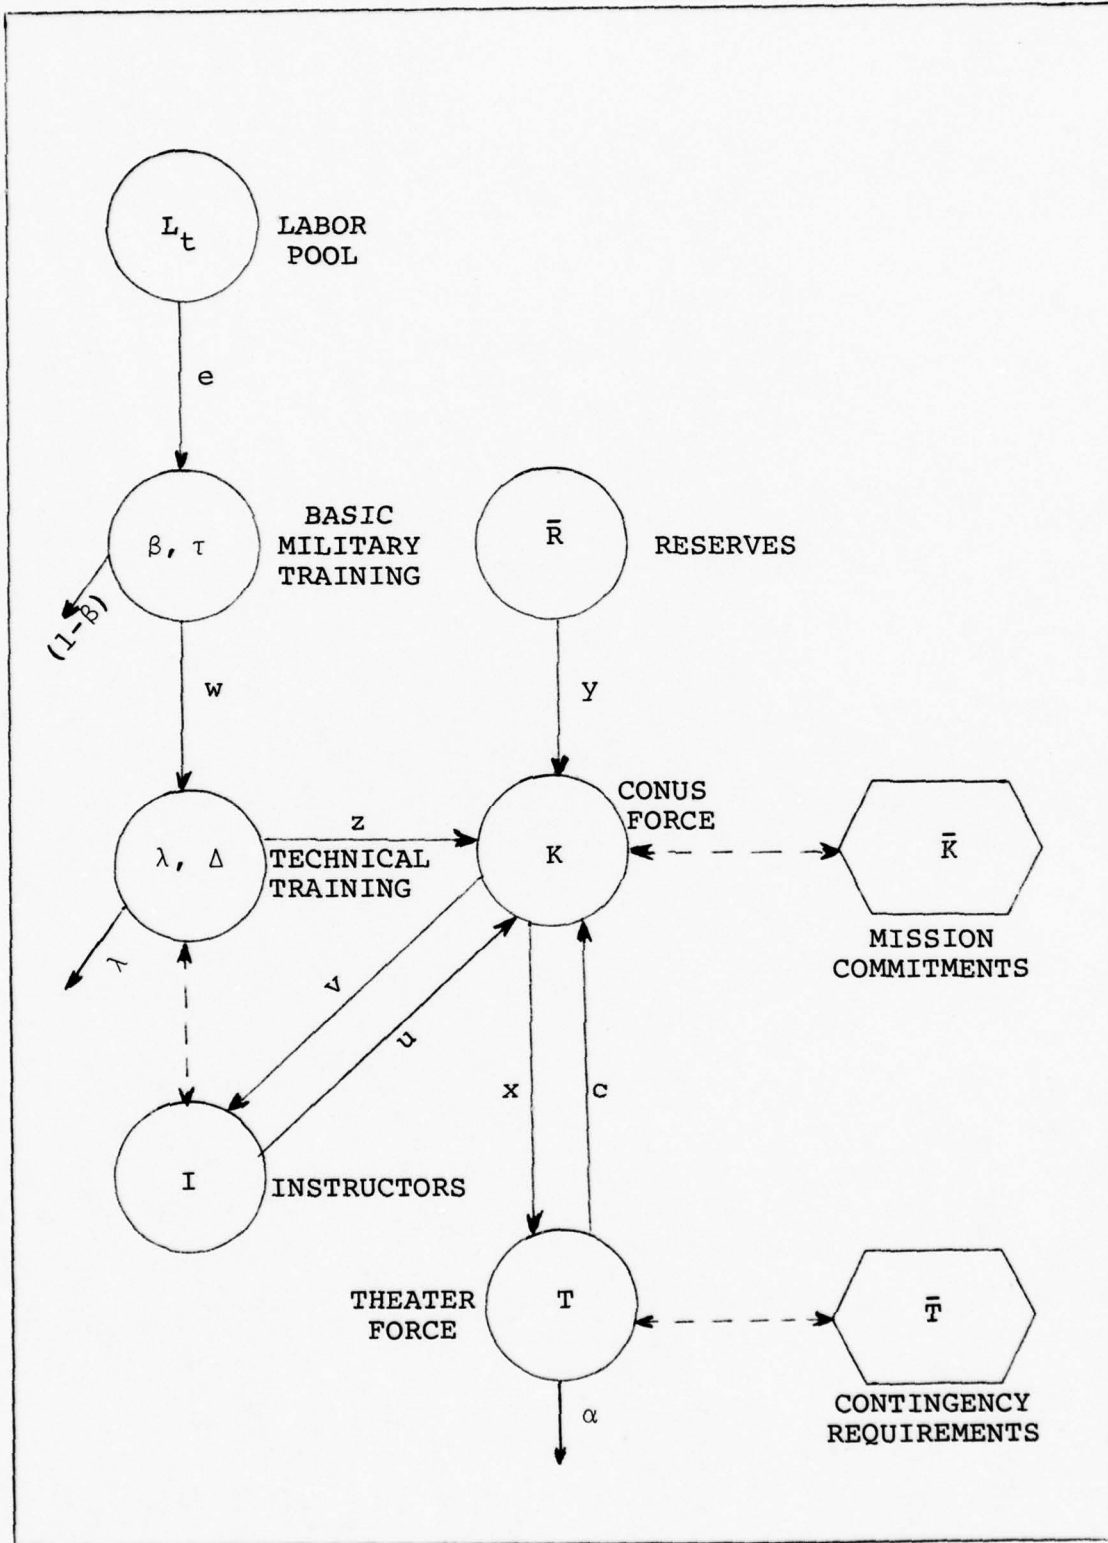 L_t
LABOR
POOL
e
BASIC
MILITARY
TRAINING
β, τ
(1-β)
R̄
RESERVES
w
y
z
λ, Δ
TECHNICAL
TRAINING
CONUS
FORCE
K
K̄
MISSION
COMMITMENTS
λ
v
u
x
c
I
INSTRUCTORS
THEATER
FORCE
T
T̄
α
CONTINGENCY
REQUIREMENTS